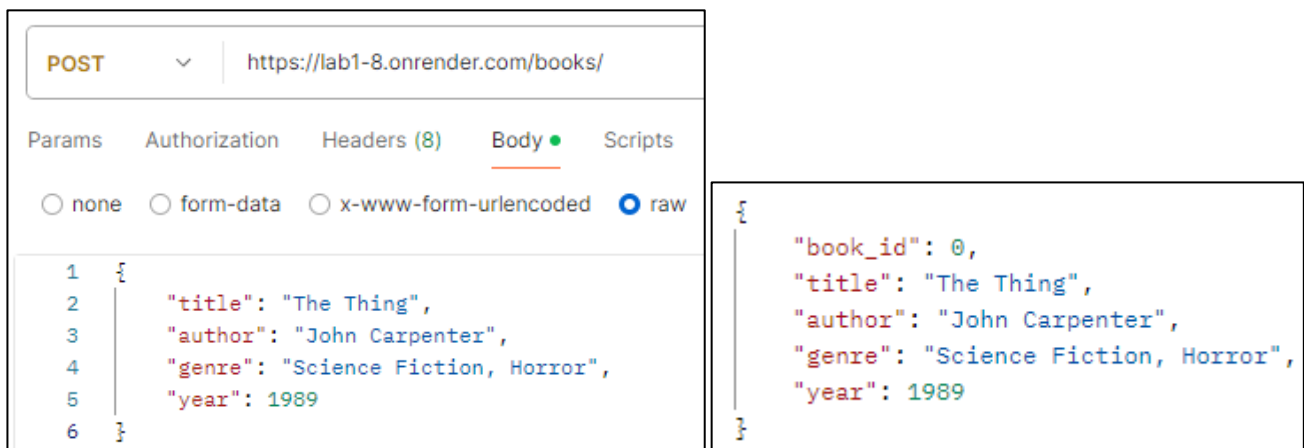 POST https://lab1-8.onrender.com/books/
Params Authorization Headers (8) Body Scripts
none form-data x-www-form-urlencoded raw
1 {
2 "title": "The Thing",
3 "author": "John Carpenter",
4 "genre": "Science Fiction, Horror",
5 "year": 1989
6 }
{
"book_id": 0,
"title": "The Thing",
"author": "John Carpenter",
"genre": "Science Fiction, Horror",
"year": 1989
}